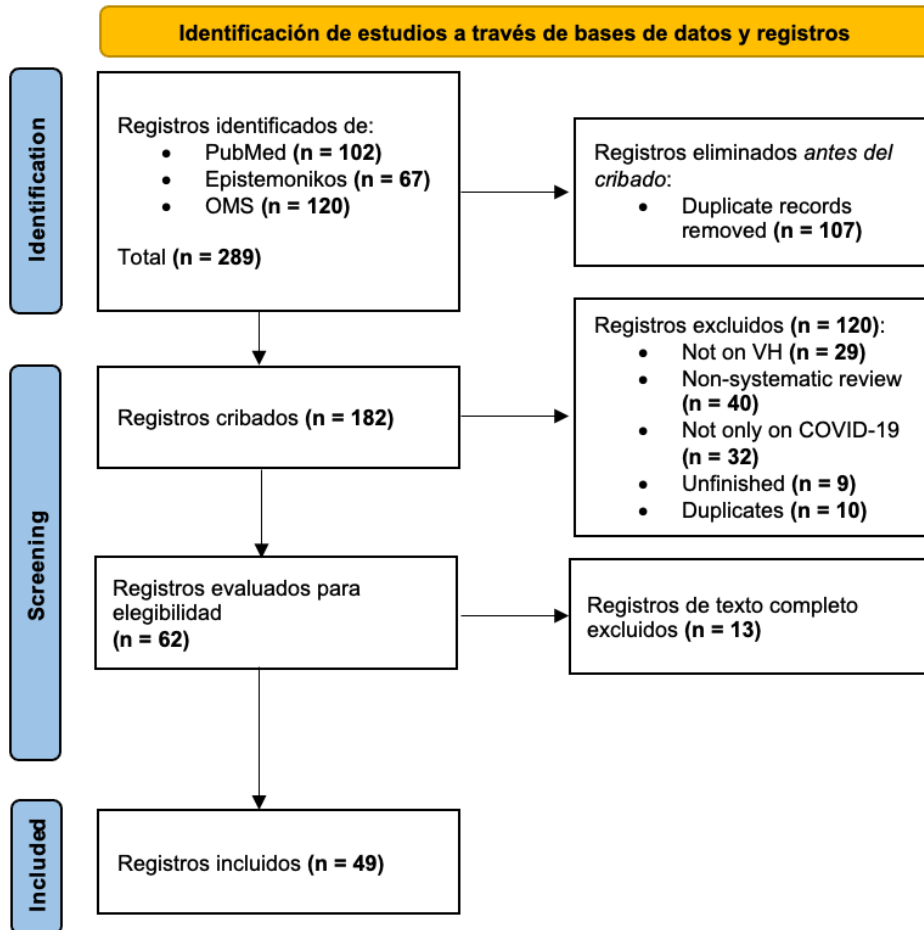 Identificación de estudios a través de bases de datos y registros
Identification
Registros identificados de:
• PubMed (n = 102)
• Epistemonikos (n = 67)
• OMS (n = 120)
Total (n = 289)
Registros eliminados antes del
cribado:
• Duplicate records
removed (n = 107)
Screening
Registros cribados (n = 182)
Registros excluidos (n = 120):
• Not on VH (n = 29)
• Non-systematic review
(n = 40)
• Not only on COVID-19
(n = 32)
• Unfinished (n = 9)
• Duplicates (n = 10)
Registros evaluados para
elegibilidad
(n = 62)
Registros de texto completo
excluidos (n = 13)
Included
Registros incluidos (n = 49)